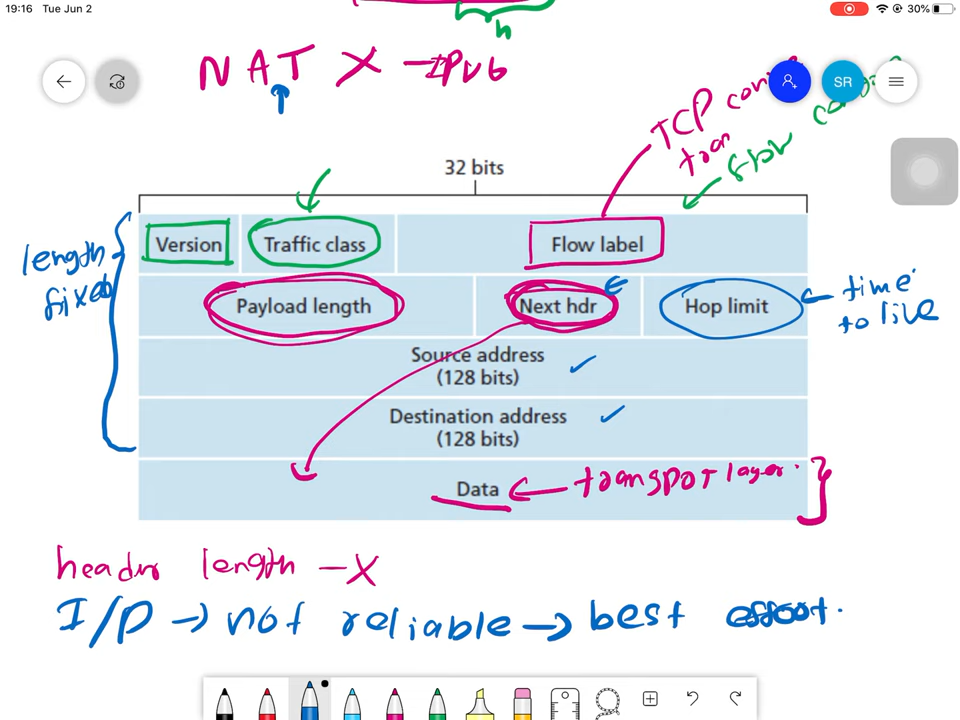 19:16 Tue Jun 2 30%
h
NAT X - IPV6
SR
TCP
flow
32 bits
Version Traffic class Flow label
length fixed
Payload length Next hdr Hop limit
time to live
Source address
(128 bits)
Destination address
(128 bits)
Data ← transport layer.
header length - X
I/P → not reliable → best effort.